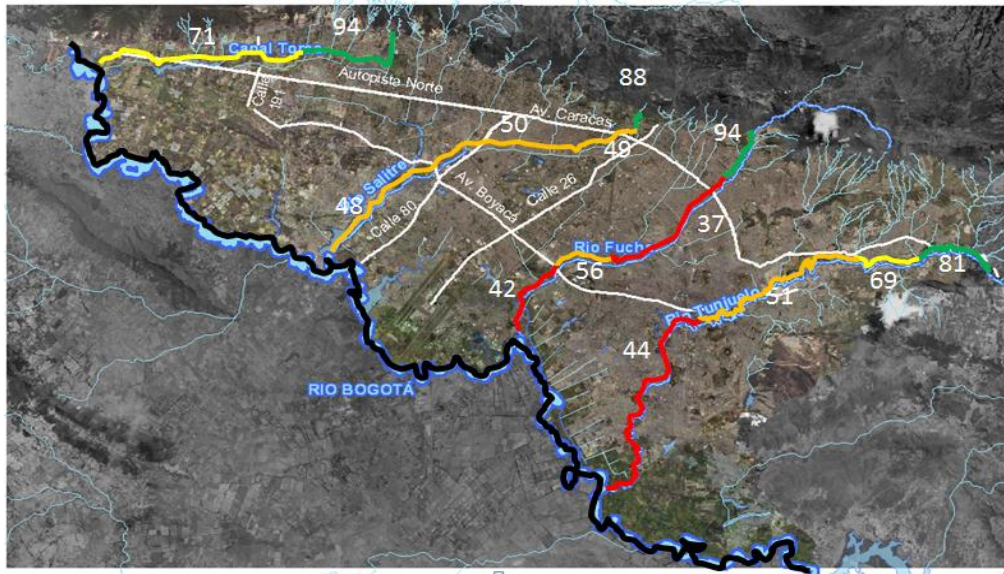 94
71
Canal Torca
88
Autopista Norte
Calle
191
Av. Caracas
50
94
49
Rio Salitre
Av. Boyacá
Calle 26
48
Calle 80
37
Rio Fucha
56
81
69
42
51
Rio Tunjuelo
44
RIO BOGOTÁ